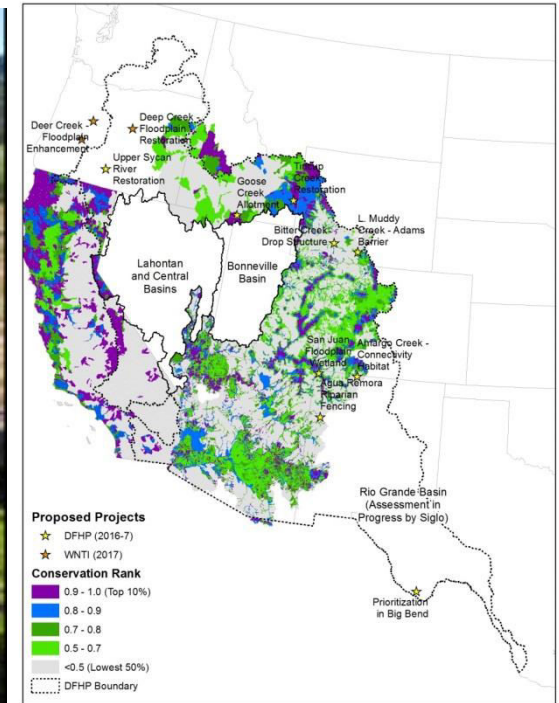 Deer Creek -
Floodplain
Enhancement
Deep Creek -
Floodplain
Restoration
Upper Sycan
River
Restoration
Goose
Creek
Allotment
Creek
Restoration
Bitter Creek-
Drop Structure
L. Muddy
Creek - Adams
Barrier
Lahontan
and Central
Basins
Bonneville
Basin
San Juan
Floodplain
Wetland
Creek -
Connectivity
Habitat
Agua Remora
Riparian
Fencing
Rio Grande Basin
(Assessment in
Progress by Siglo)
Prioritization
in Big Bend
Proposed Projects
DFHP (2016-7)
WNTI (2017)
Conservation Rank
0.9 - 1.0 (Top 10%)
0.8 - 0.9
0.7 - 0.8
0.5 - 0.7
<0.5 (Lowest 50%)
DFHP Boundary